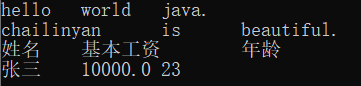 hello world java.
chailinyan is beautiful.
姓名 基本工资 年龄
张三 10000.0 23